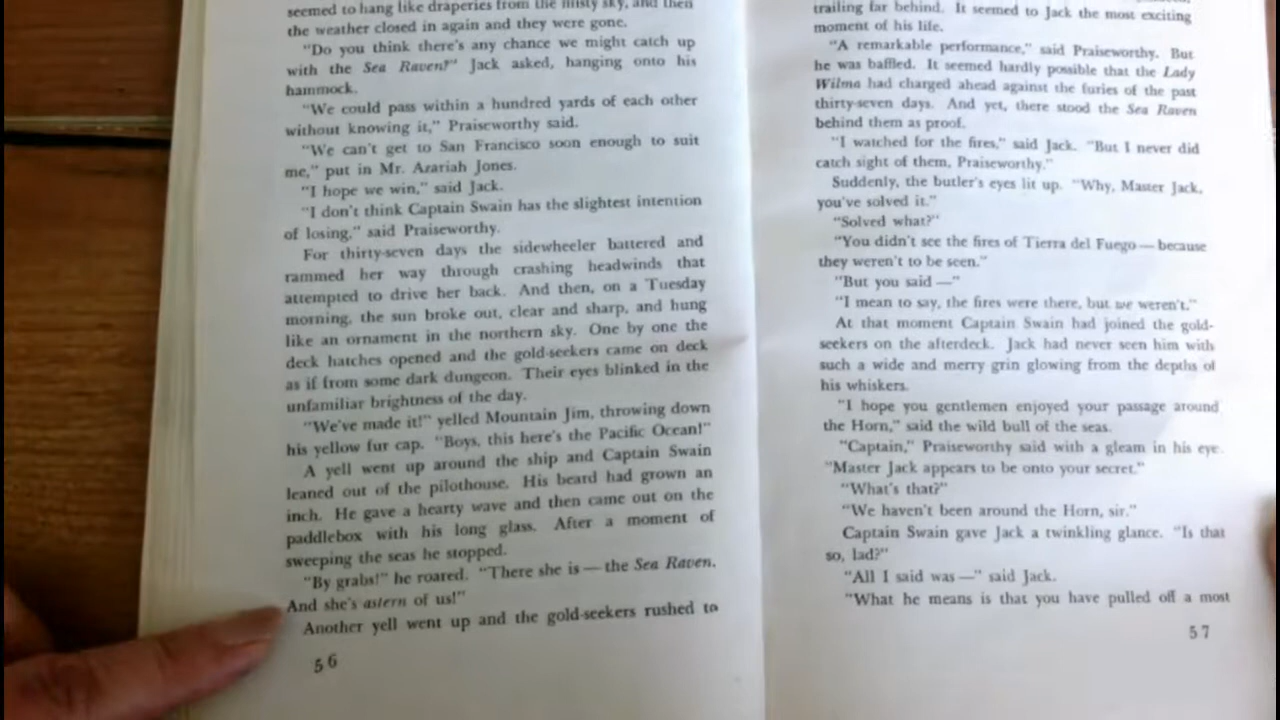 seemed to hang like draperies from the misty sky, and then
the weather closed in again and they were gone.
"Do you think there's any chance we might catch up
with the Sea Raven?" Jack asked, hanging onto his
hammock.
"We could pass within a hundred yards of each other
without knowing it," Praiseworthy said.
"We can't get to San Francisco soon enough to suit
me," put in Mr. Azariah Jones.
"I hope we win," said Jack.
"I don't think Captain Swain has the slightest intention
of losing," said Praiseworthy.
For thirty-seven days the sidewheeler battered and
rammed her way through crashing headwinds that
attempted to drive her back. And then, on a Tuesday
morning, the sun broke out, clear and sharp, and hung
like an ornament in the northern sky. One by one the
deck hatches opened and the gold-seekers came on deck
as if from some dark dungeon. Their eyes blinked in the
unfamiliar brightness of the day.
"We've made it!" yelled Mountain Jim, throwing down
his yellow fur cap. "Boys, this here's the Pacific Ocean!"
A yell went up around the ship and Captain Swain
leaned out of the pilothouse. His beard had grown an
inch. He gave a hearty wave and then came out on the
paddlebox with his long glass. After a moment of
sweeping the seas he stopped.
"By grabs!" he roared. "There she is — the Sea Raven.
And she's astern of us!"
Another yell went up and the gold-seekers rushed to
56
trailing far behind. It seemed to Jack the most exciting
moment of his life.
"A remarkable performance," said Praiseworthy. But
he was baffled. It seemed hardly possible that the Lady
Wilma had charged ahead against the furies of the past
thirty-seven days. And yet, there stood the Sea Raven
behind them as proof.
"I watched for the fires," said Jack. "But I never did
catch sight of them, Praiseworthy."
Suddenly, the butler's eyes lit up. "Why, Master Jack,
you've solved it."
"Solved what?"
"You didn't see the fires of Tierra del Fuego — because
they weren't to be seen."
"But you said —"
"I mean to say, the fires were there, but we weren't."
At that moment Captain Swain had joined the gold-
seekers on the afterdeck. Jack had never seen him with
such a wide and merry grin glowing from the depths of
his whiskers.
"I hope you gentlemen enjoyed your passage around
the Horn," said the wild bull of the seas.
"Captain," Praiseworthy said with a gleam in his eye.
"Master Jack appears to be onto your secret."
"What's that?"
"We haven't been around the Horn, sir."
Captain Swain gave Jack a twinkling glance. "Is that
so, lad?"
"All I said was —" said Jack.
"What he means is that you have pulled off a most
57